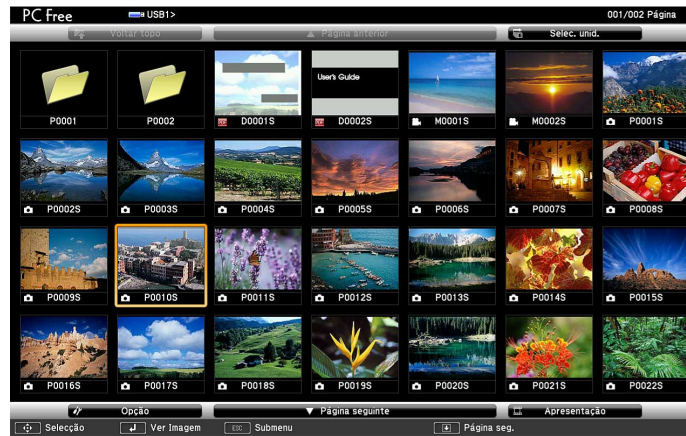 PC Free USB1> 001/002 Página
Voltar topo Página anterior Selec. unid.
User's Guide
P0001 P0002 D0001S D0002S M0001S M0002S P0001S
P0002S P0003S P0004S P0005S P0006S P0007S P0008S
P0009S P0010S P0011S P0012S P0013S P0014S P0015S
P0016S P0017S P0018S P0019S P0020S P0021S P0022S
Opção Página seguinte Apresentação
Selecção Ver Imagem ESC Submenu Página seg.